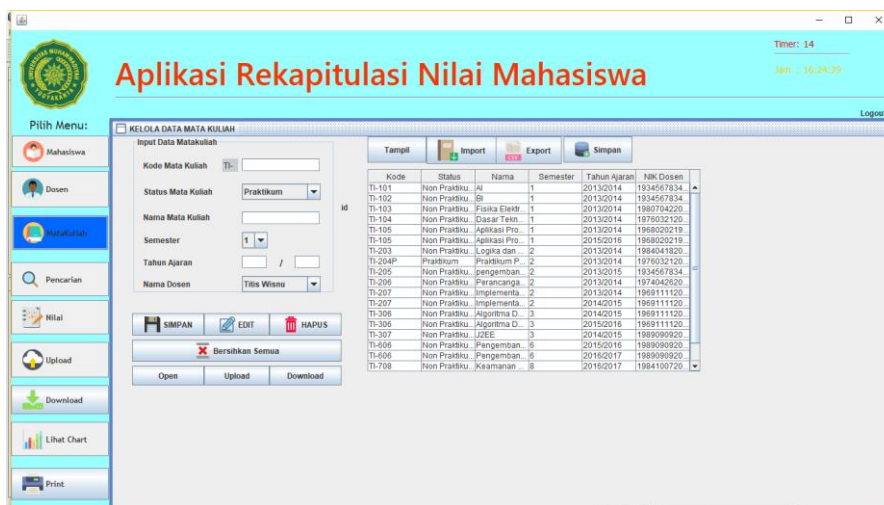 Timer: 14
Jam : 16:24:39
Aplikasi Rekapitulasi Nilai Mahasiswa
Logout
Pilih Menu:
Mahasiswa
Dosen
MataKuliah
Pencarian
Nilai
Upload
Download
Lihat Chart
Print
KELOLA DATA MATA KULIAH
Input Data Matakuliah
Kode Mata Kuliah TI-
Status Mata Kuliah Praktikum
id
Nama Mata Kuliah
Semester 1
Tahun Ajaran /
Nama Dosen Titis Wisnu
SIMPAN EDIT HAPUS
Bersihkan Semua
Open Upload Download
Tampil Import Export Simpan
Kode Status Nama Semester Tahun Ajaran NIK Dosen
TI-101 Non Praktiku... AI 1 2013/2014 1934567834...
TI-102 Non Praktiku... BI 1 2013/2014 1934567834...
TI-103 Non Praktiku... Fisika Elektr... 1 2013/2014 1980704220...
TI-104 Non Praktiku... Dasar Tekn... 1 2013/2014 1976032120...
TI-105 Non Praktiku... Aplikasi Pro... 1 2013/2014 1968020219...
TI-105 Non Praktiku... Aplikasi Pro... 1 2015/2016 1968020219...
TI-203 Non Praktiku... Logika dan ... 2 2013/2014 1984041820...
TI-204P Praktikum Praktikum P... 2 2013/2014 1976032120...
TI-205 Non Praktiku... pengemban... 2 2013/2015 1934567834...
TI-206 Non Praktiku... Perancanga... 2 2013/2014 1974042620...
TI-207 Non Praktiku... Implementa... 2 2013/2014 1969111120...
TI-207 Non Praktiku... Implementa... 2 2014/2015 1969111120...
TI-306 Non Praktiku... Algoritma D... 3 2014/2015 1969111120...
TI-306 Non Praktiku... Algoritma D... 3 2015/2016 1969111120...
TI-307 Non Praktiku... J2EE 3 2014/2015 1989090920...
TI-606 Non Praktiku... Pengemban... 6 2015/2016 1989090920...
TI-606 Non Praktiku... Pengemban... 6 2016/2017 1989090920...
TI-708 Non Praktiku... Keamanan ... 8 2016/2017 1984100720...